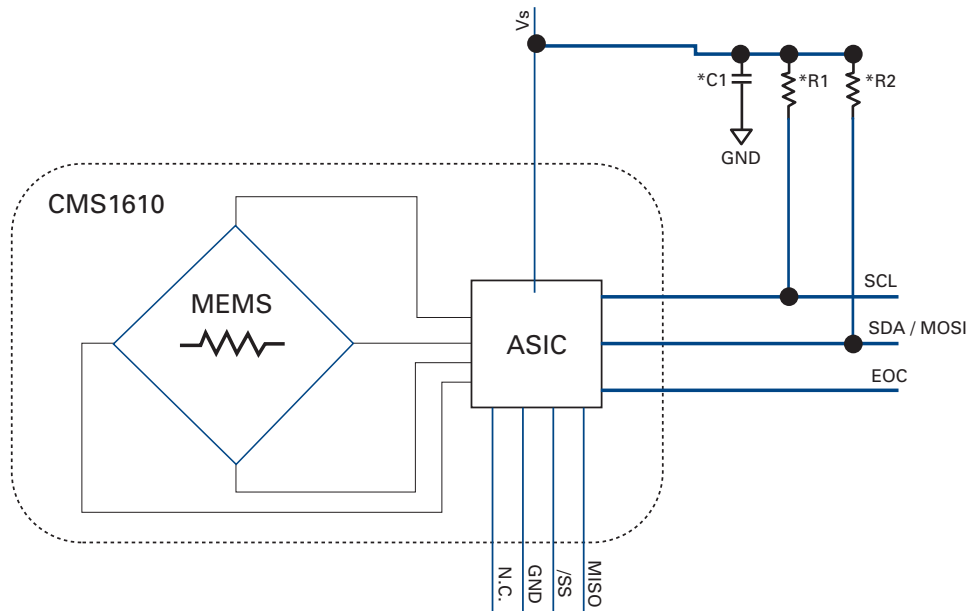 Vs
*C1
*R1
*R2
GND
CMS1610
MEMS
ASIC
SCL
SDA / MOSI
EOC
N.C.
GND
/SS
MISO